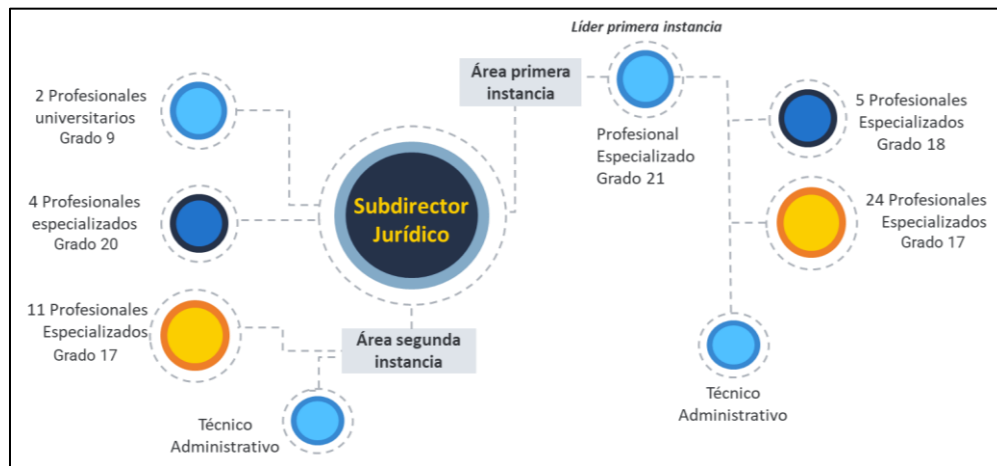 2 Profesionales
universitarios
Grado 9
4 Profesionales
especializados
Grado 20
11 Profesionales
Especializados
Grado 17
Técnico
Administrativo
Subdirector
Jurídico
Área segunda
instancia
Área primera
instancia
Líder primera instancia
Profesional
Especializado
Grado 21
5 Profesionales
Especializados
Grado 18
24 Profesionales
Especializados
Grado 17
Técnico
Administrativo